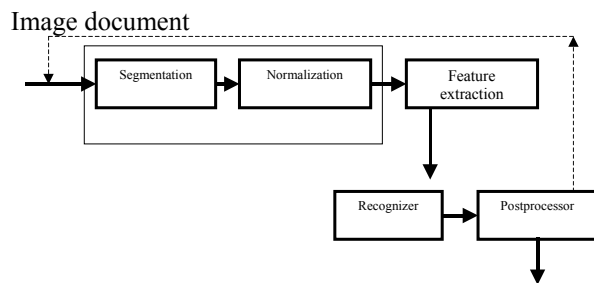 Image document
Segmentation
Normalization
Feature
extraction
Recognizer
Postprocessor